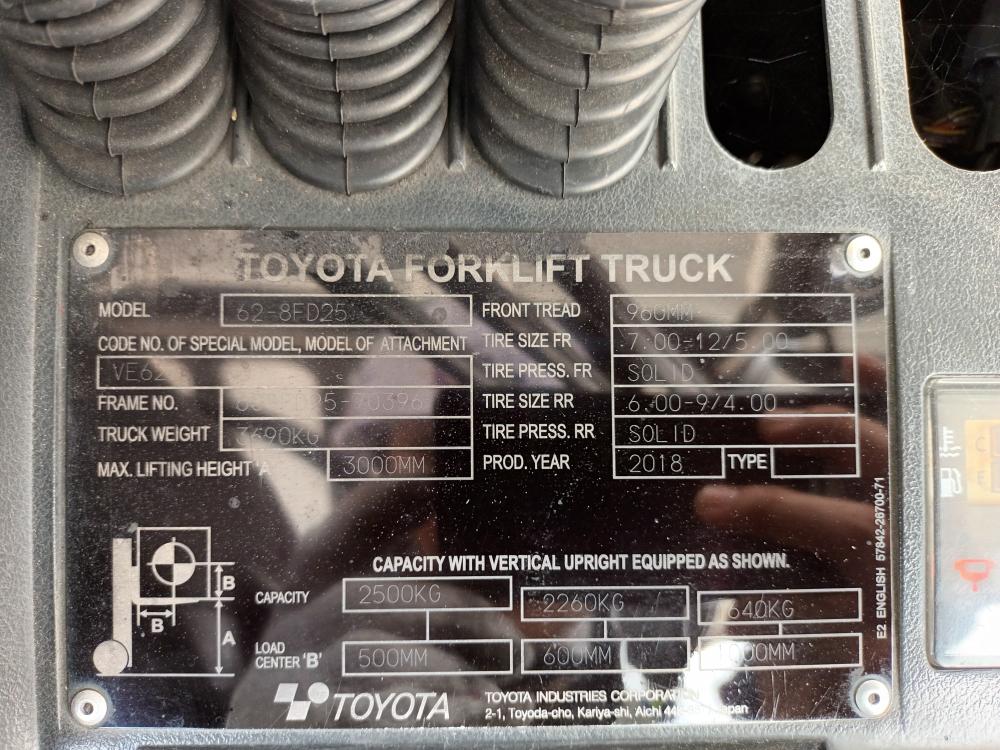 TOYOTA FORKLIFT TRUCK
MODEL 62-8FD25
FRONT TREAD 960MM
CODE NO. OF SPECIAL MODEL, MODEL OF ATTACHMENT
TIRE SIZE FR 7.00-12/5.00
TIRE PRESS. FR SOLID
FRAME NO.
TIRE SIZE RR 6.00-9/4.00
TRUCK WEIGHT 3690KG
TIRE PRESS. RR SOLID
MAX. LIFTING HEIGHT 'A' 3000MM
PROD. YEAR 2018 TYPE
CAPACITY WITH VERTICAL UPRIGHT EQUIPPED AS SHOWN.
CAPACITY 2500KG 2260KG
LOAD CENTER 'B' 500MM 600MM
B
B
A
TOYOTA
TOYOTA INDUSTRIES CORPORATION
2-1, Toyoda-cho, Kariya-shi, Aichi Japan
E2 ENGLISH 57842-26700-71